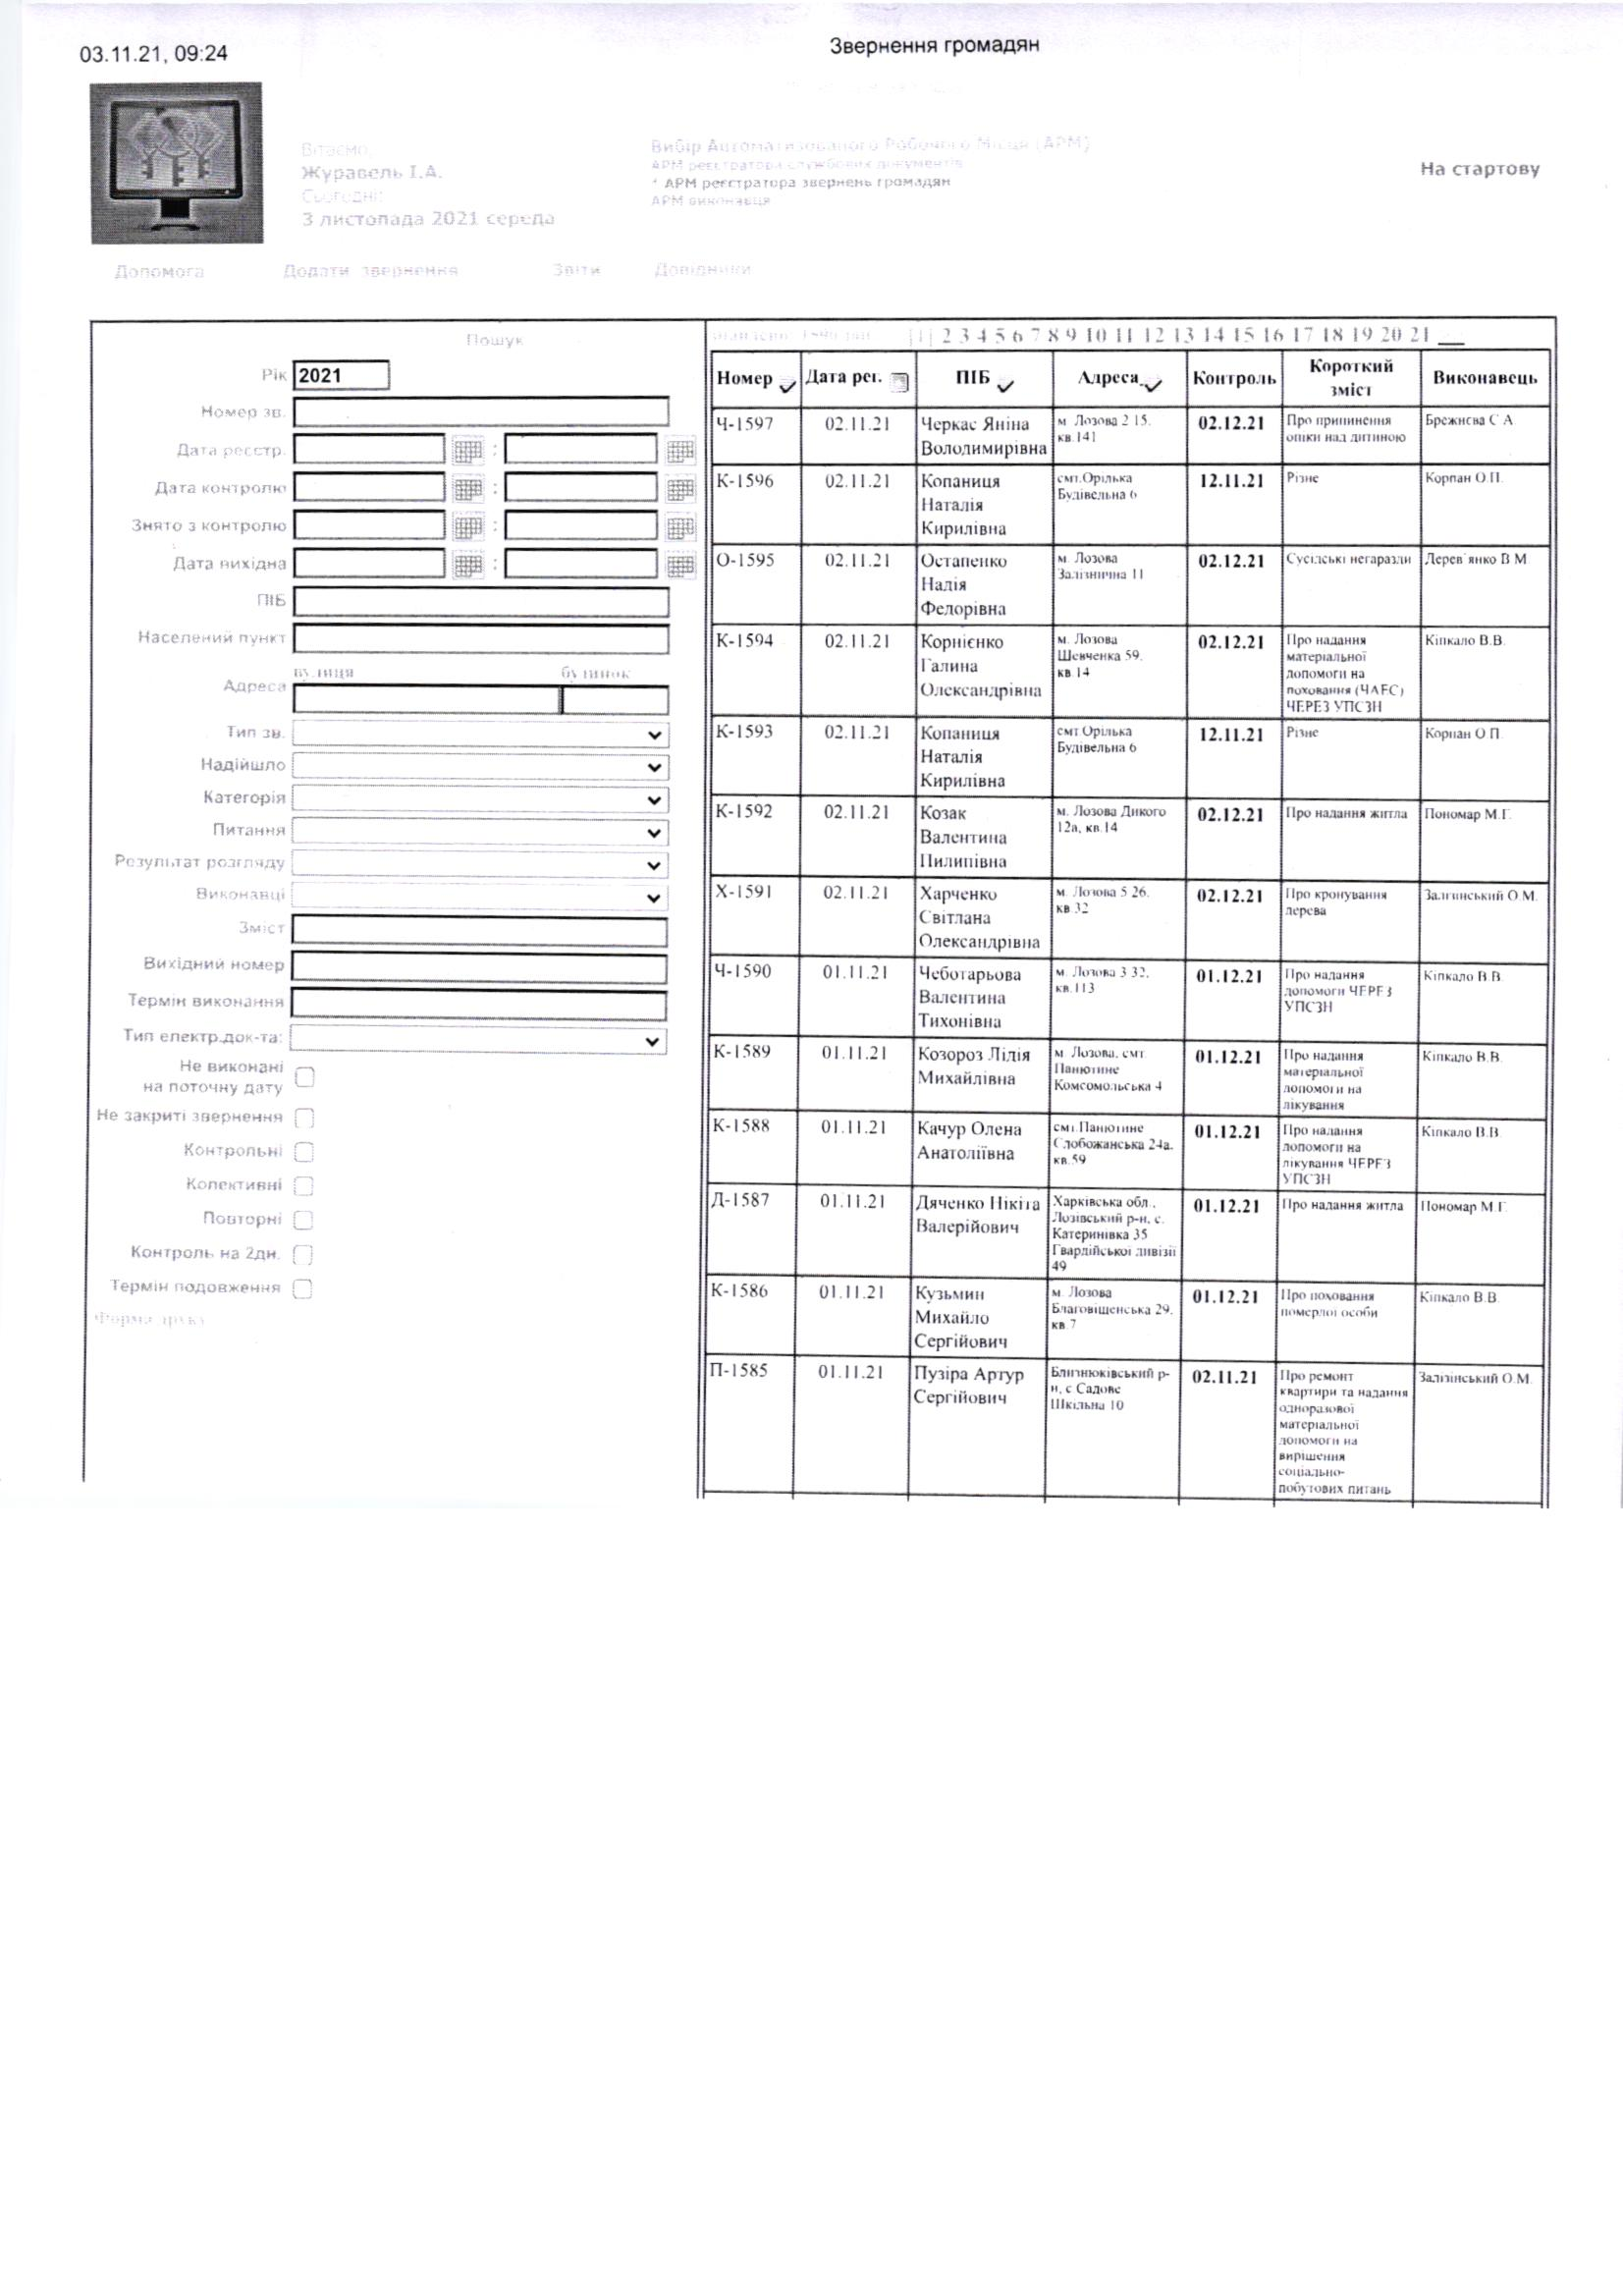 03.11.21, 09:24
Звернення громадян
Вітаємо,
Журавель І.А.
Сьогодні:
3 листопада 2021 середа
Вибір Автоматизованого Робочого Місця (АРМ)
АРМ реєстратора службових документів
* АРМ реєстратора звернень громадян
АРМ виконавця
На стартову
Допомога Додати звернення Звіти Довідники
Пошук
Рік 2021
Номер зв.
Дата реєстр. :
Дата контролю :
Знято з контролю :
Дата вихідна :
ПІБ
Населений пункт
вулиця будинок
Адреса
Тип зв.
Надійшло
Категорія
Питання
Результат розгляду
Виконавці
Зміст
Вихідний номер
Термін виконання
Тип електр.док-та:
Не виконані
на поточну дату
Не закриті звернення
Контрольні
Колективні
Повторні
Контроль на 2дн.
Термін подовження
[1] 2 3 4 5 6 7 8 9 10 11 12 13 14 15 16 17 18 19 20 21
Номер Дата реєг. ПІБ Адреса Контроль Короткий зміст Виконавець
Ч-1597 02.11.21 Черкас Яніна Володимирівна м. Лозова 2 15, кв.141 02.12.21 Про припинення опіки над дитиною Брежнєва С.А.
К-1596 02.11.21 Копаниця Наталія Кирилівна смт.Орілька Будівельна 6 12.11.21 Різне Корпан О.П.
О-1595 02.11.21 Остапенко Надія Федорівна м. Лозова Залізнична 11 02.12.21 Сусідські негаразди Дерев`янко В.М.
К-1594 02.11.21 Корнієнко Галина Олександрівна м. Лозова Шевченка 59, кв.14 02.12.21 Про надання матеріальної допомоги на поховання (ЧАЕС) ЧЕРЕЗ УПСЗН Кіпкало В.В.
К-1593 02.11.21 Копаниця Наталія Кирилівна смт.Орілька Будівельна 6 12.11.21 Різне Корпан О.П.
К-1592 02.11.21 Козак Валентина Пилипівна м. Лозова Дикого 12а, кв.14 02.12.21 Про надання житла Пономар М.Г.
Х-1591 02.11.21 Харченко Світлана Олександрівна м. Лозова 5 26, кв.32 02.12.21 Про кронування дерева Залізінський О.М.
Ч-1590 01.11.21 Чеботарьова Валентина Тихонівна м. Лозова 3 32, кв.113 01.12.21 Про надання допомоги ЧЕРЕЗ УПСЗН Кіпкало В.В.
К-1589 01.11.21 Козороз Лідія Михайлівна м. Лозова, смт. Панютине Комсомольська 4 01.12.21 Про надання матеріальної допомоги на лікування Кіпкало В.В.
К-1588 01.11.21 Качур Олена Анатоліївна смт.Панютине Слобожанська 24а, кв.59 01.12.21 Про надання допомоги на лікування ЧЕРЕЗ УПСЗН Кіпкало В.В.
Д-1587 01.11.21 Дяченко Нікіта Валерійович Харківська обл., Лозівський р-н, с. Катеринівка 35 Гвардійської дивізії 49 01.12.21 Про надання житла Пономар М.Г.
К-1586 01.11.21 Кузьмин Михайло Сергійович м. Лозова Благовіщенська 29, кв.7 01.12.21 Про поховання померлої особи Кіпкало В.В.
П-1585 01.11.21 Пузіра Артур Сергійович Близнюківський р-н, с Садове Шкільна 10 02.11.21 Про ремонт квартири та надання одноразової матеріальної допомоги на вирішення соціально-побутових питань Залізінський О.М.